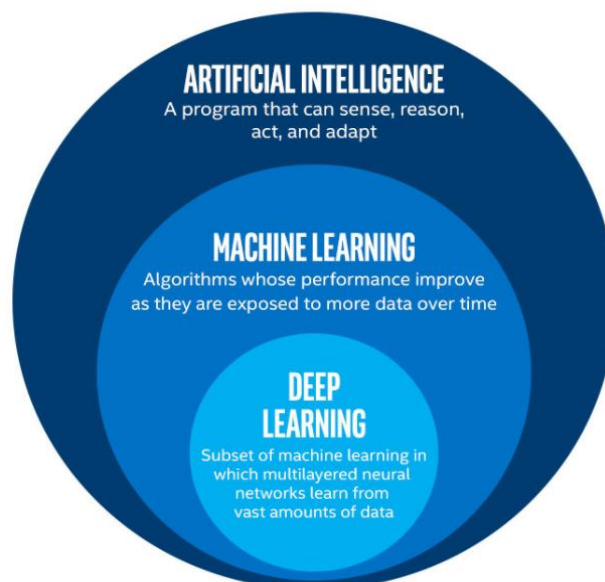 ARTIFICIAL INTELLIGENCE
A program that can sense, reason,
act, and adapt
MACHINE LEARNING
Algorithms whose performance improve
as they are exposed to more data over time
DEEP
LEARNING
Subset of machine learning in
which multilayered neural
networks learn from
vast amounts of data